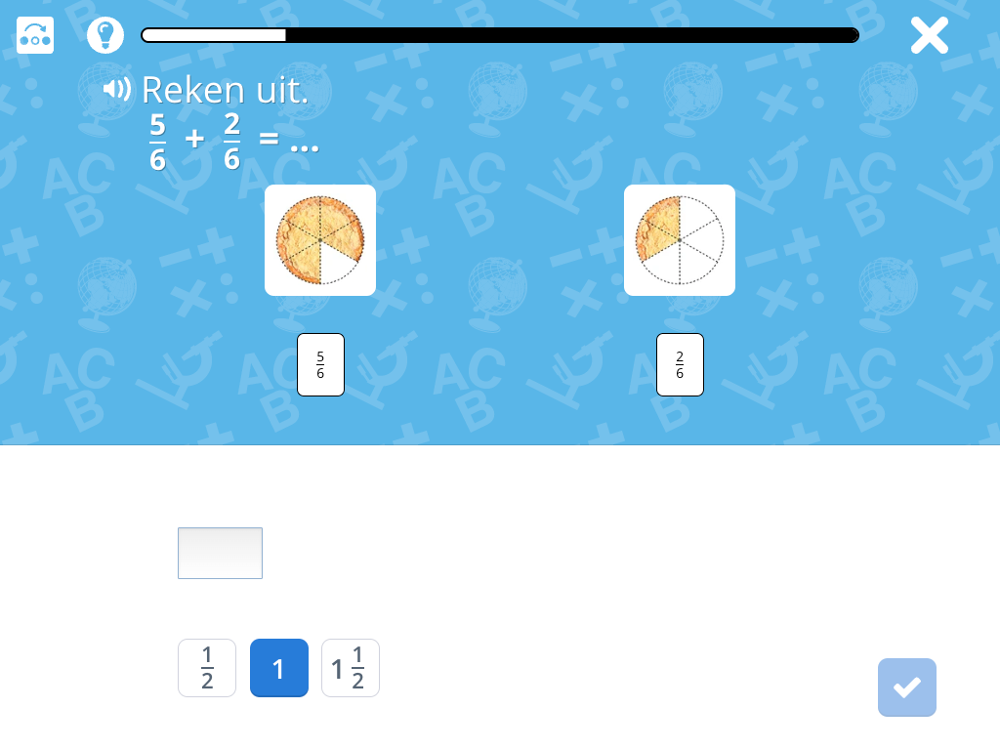 Reken uit.
5/6 + 2/6 = ...
5/6
2/6
1/2
1
1 1/2